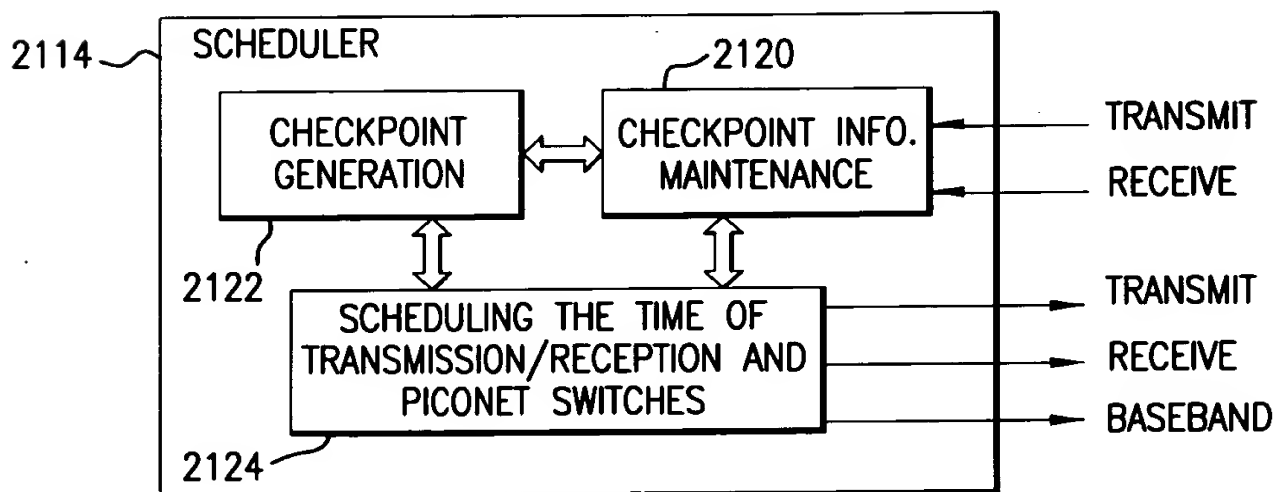 2114
SCHEDULER
2120
CHECKPOINT
GENERATION
CHECKPOINT INFO.
MAINTENANCE
TRANSMIT
RECEIVE
2122
SCHEDULING THE TIME OF
TRANSMISSION/RECEPTION AND
PICONET SWITCHES
TRANSMIT
RECEIVE
BASEBAND
2124